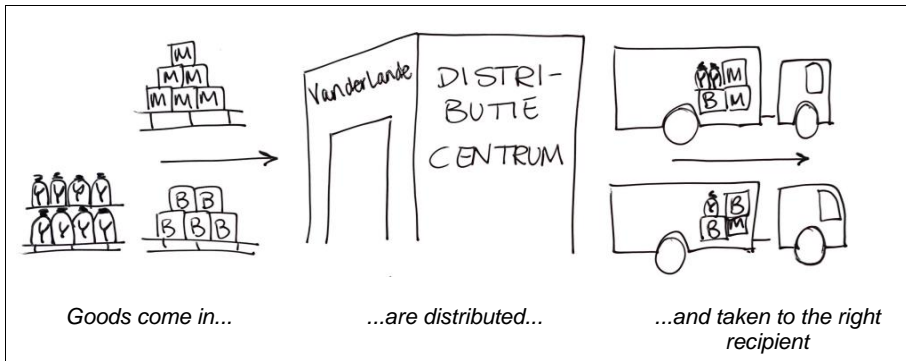 M
M M
M M M
Y Y Y Y
Y Y Y Y
B B
B B B
Vanderlande
DISTRI-
BUTIE
CENTRUM
Y Y M
B M
Y B
B M
Goods come in...
...are distributed...
...and taken to the right
recipient